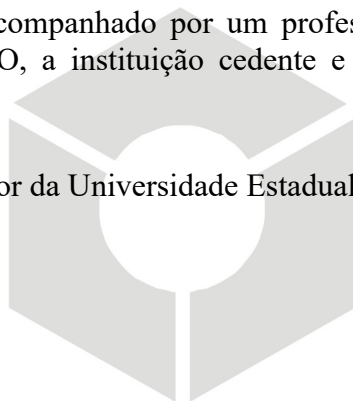 companhado por um profes
O, a instituição cedente e
or da Universidade Estadual